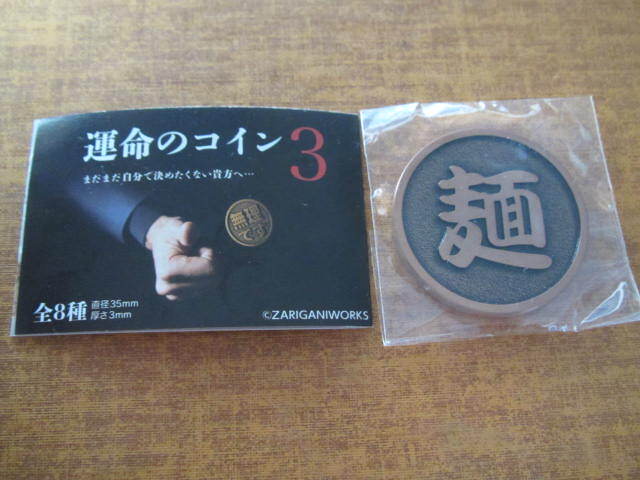 運命のコイン3
まだまだ自分で決めたくない貴方へ…
全8種
直径35mm
厚さ3mm
©ZARIGANIWORKS
麺